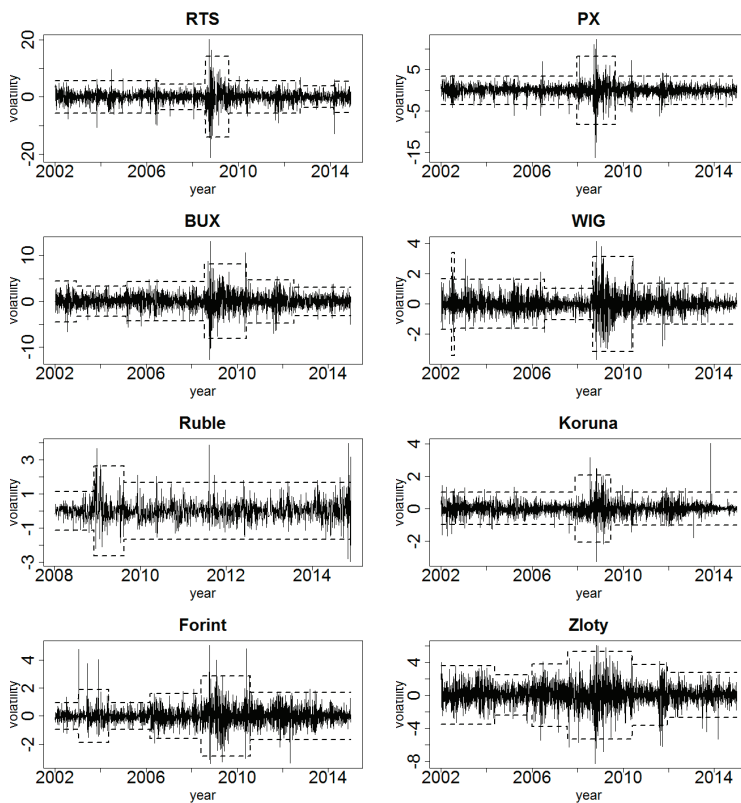 RTS
PX
volatility
20
0
-20
2002
2006
2010
2014
year
volatility
5
-5
-15
2002
2006
2010
2014
year
BUX
WIG
volatility
10
0
-10
2002
2006
2010
2014
year
volatility
4
2
0
-2
2002
2006
2010
2014
year
Ruble
Koruna
volatility
3
1
-1
-3
2008
2010
2012
2014
year
volatility
4
2
0
-2
2002
2006
2010
2014
year
Forint
Zloty
volatility
4
2
0
-2
2002
2006
2010
2014
year
volatility
4
0
-4
-8
2002
2006
2010
2014
year